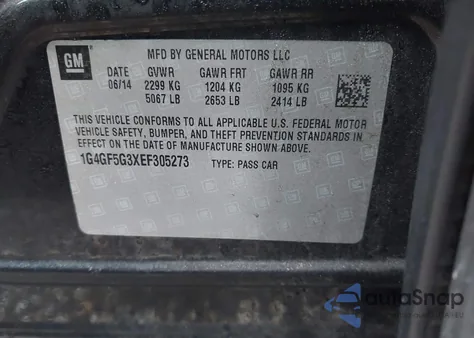 GM
MFD BY GENERAL MOTORS LLC
DATE GVWR GAWR FRT GAWR RR
06/14 2299 KG 1204 KG 1095 KG
5067 LB 2653 LB 2414 LB
THIS VEHICLE CONFORMS TO ALL APPLICABLE U.S. FEDERAL MOTOR
VEHICLE SAFETY, BUMPER, AND THEFT PREVENTION STANDARDS IN
EFFECT ON THE DATE OF MANUFACTURE SHOWN ABOVE.
1G4GF5G3XEF305273 TYPE: PASS CAR
AutoSnap